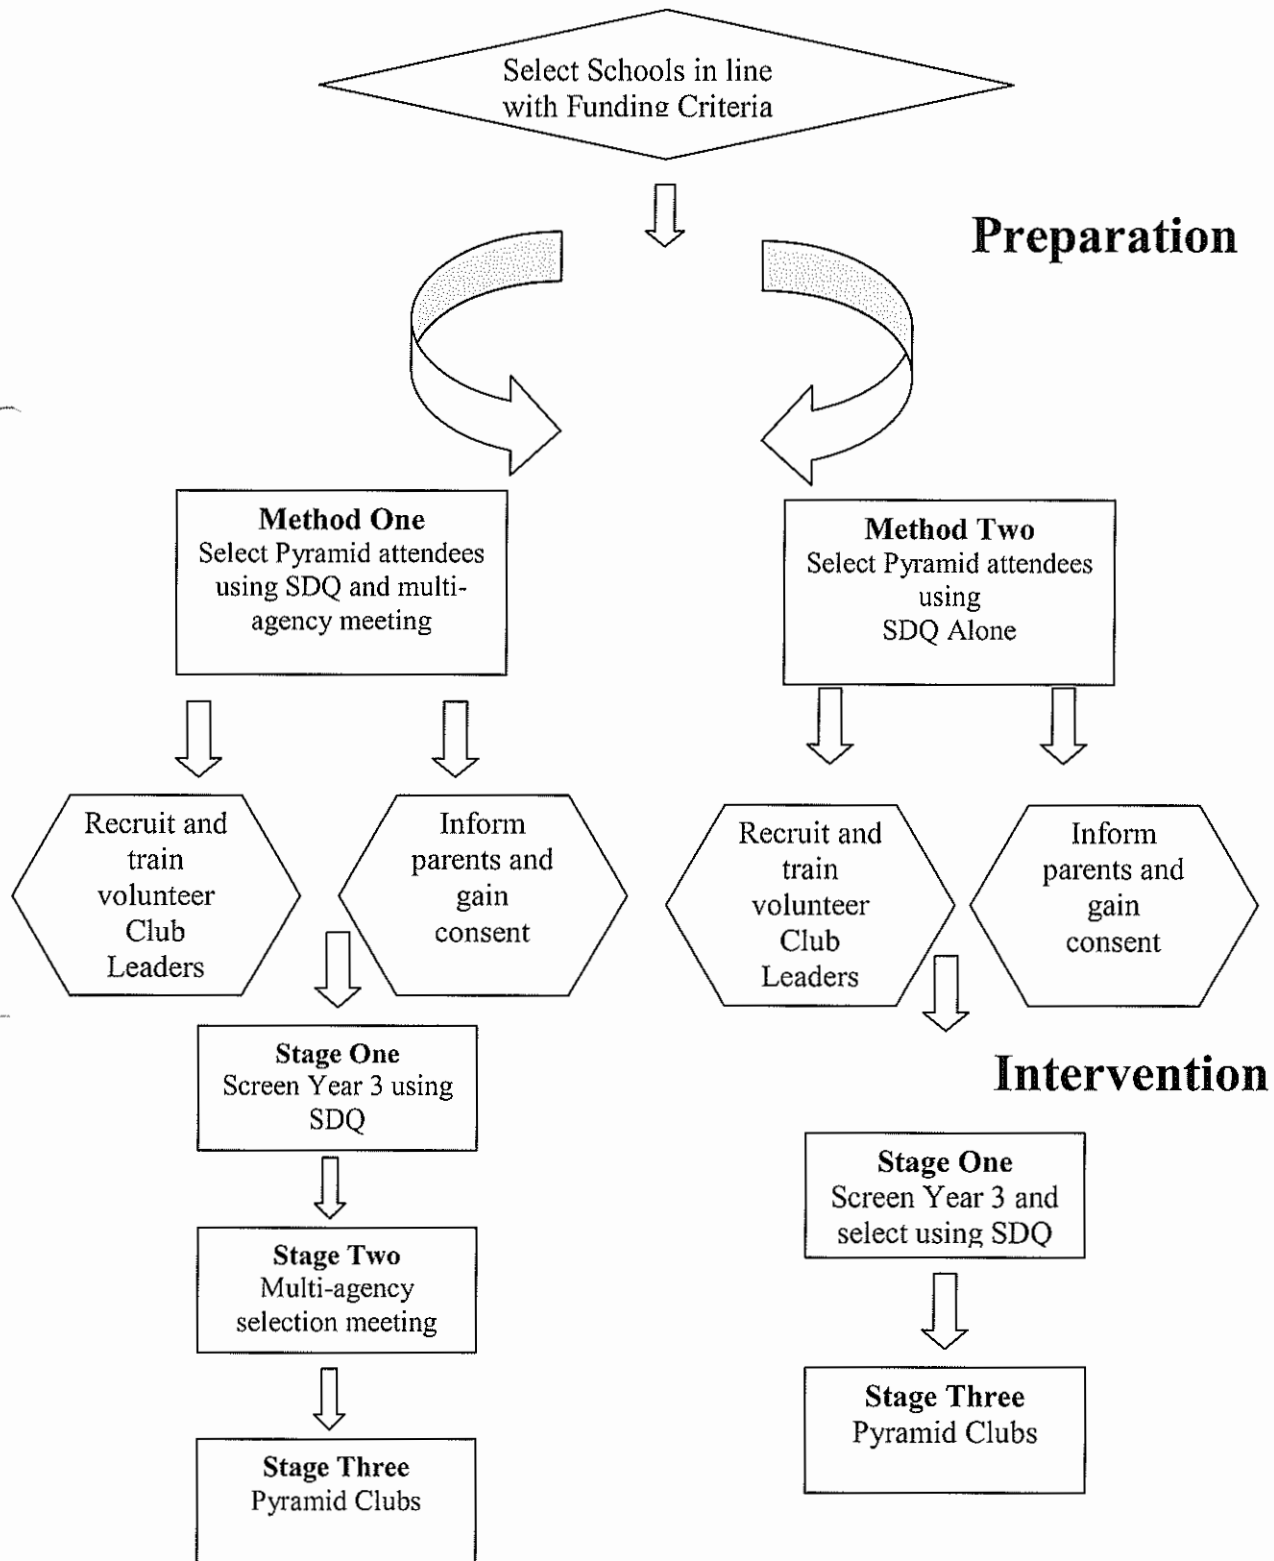 Select Schools in line
with Funding Criteria
Preparation
Method One
Select Pyramid attendees
using SDQ and multi-
agency meeting
Method Two
Select Pyramid attendees
using
SDQ Alone
Recruit and
train
volunteer
Club
Leaders
Inform
parents and
gain
consent
Recruit and
train
volunteer
Club
Leaders
Inform
parents and
gain
consent
Stage One
Screen Year 3 using
SDQ
Stage Two
Multi-agency
selection meeting
Stage Three
Pyramid Clubs
Intervention
Stage One
Screen Year 3 and
select using SDQ
Stage Three
Pyramid Clubs